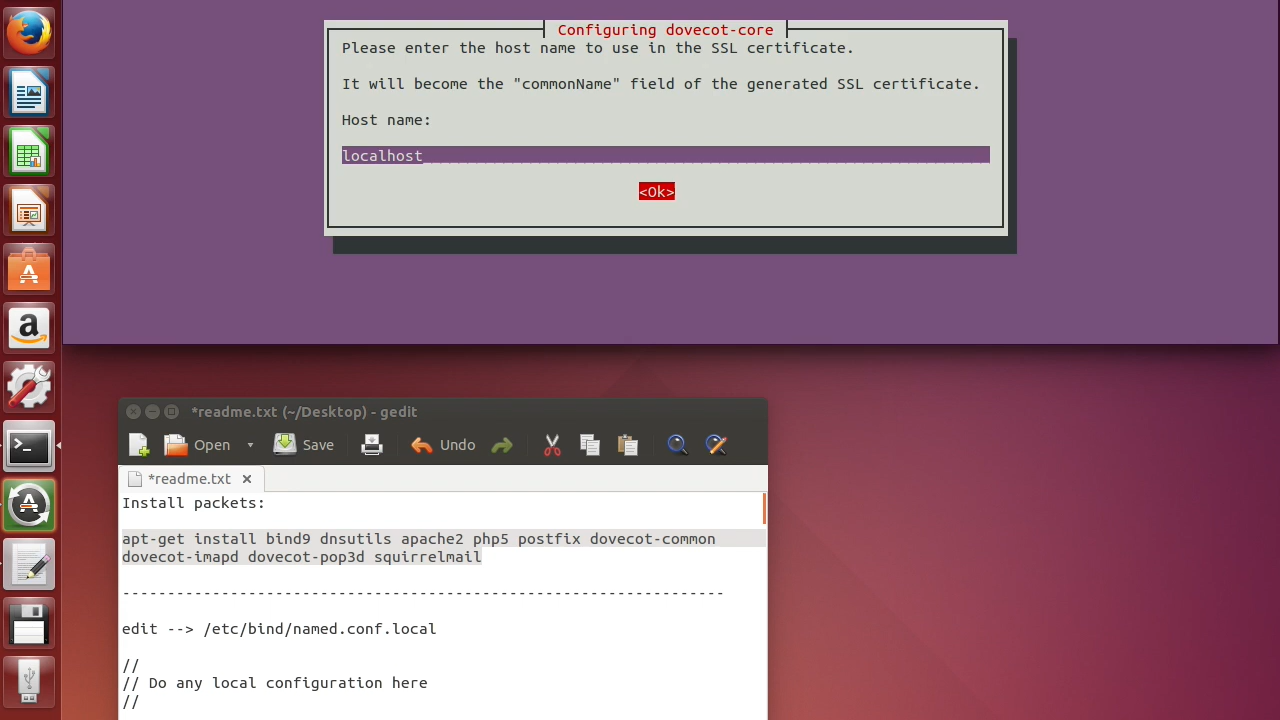 Configuring dovecot-core
Please enter the host name to use in the SSL certificate.
It will become the "commonName" field of the generated SSL certificate.
Host name:
localhost
<Ok>
*readme.txt (~/Desktop) - gedit
Open Save Undo
*readme.txt
Install packets:
apt-get install bind9 dnsutils apache2 php5 postfix dovecot-common
dovecot-imapd dovecot-pop3d squirrelmail
-------------------------------------------------------------------
edit --> /etc/bind/named.conf.local
//
// Do any local configuration here
//